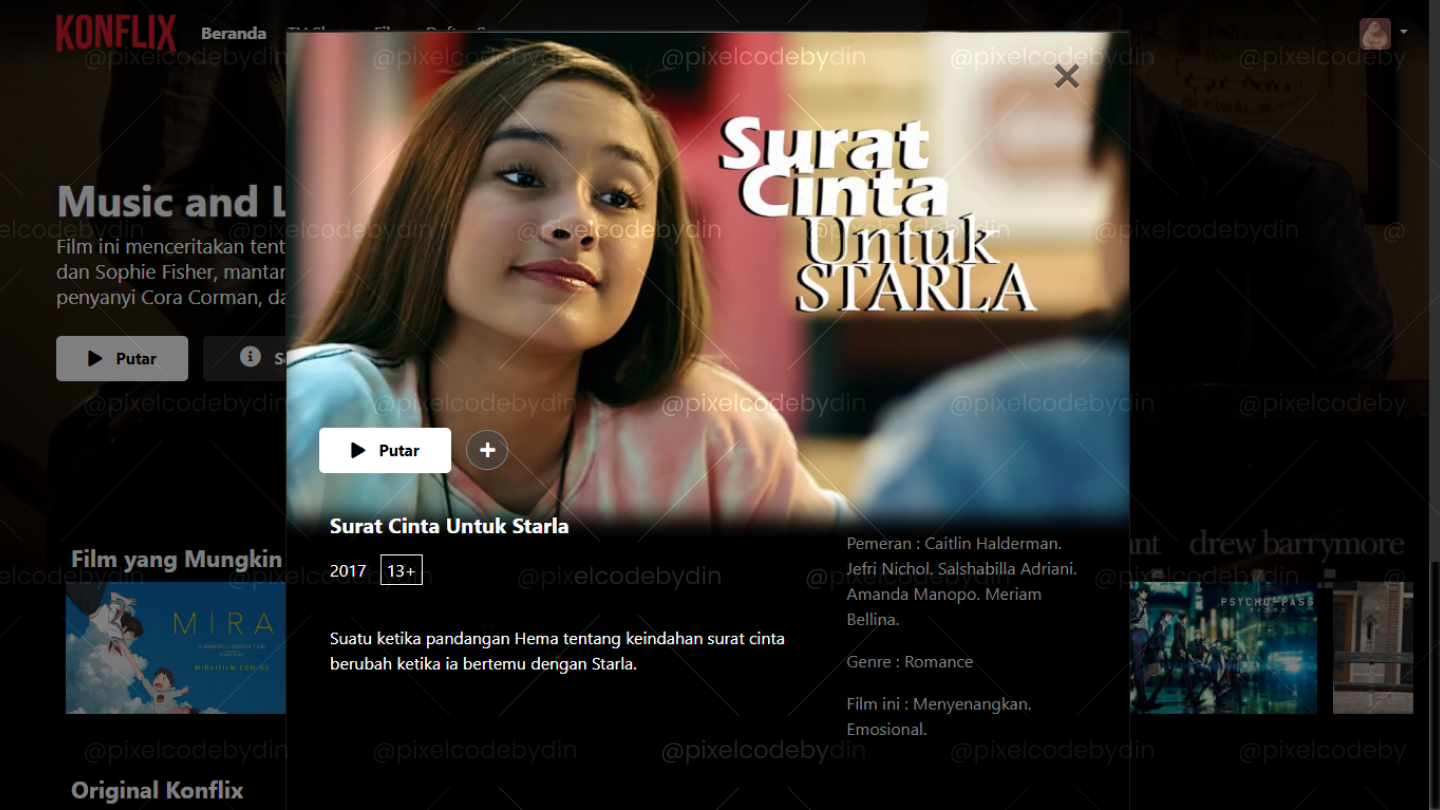 KONFLIX
Beranda
@pixelcodebydin
Surat
Cinta
Untuk
STARLA
Music and L
Film ini menceritakan tent
dan Sophie Fisher, mantar
penyanyi Cora Corman, da
Putar
Putar
+
Surat Cinta Untuk Starla
2017 13+
Suatu ketika pandangan Hema tentang keindahan surat cinta
berubah ketika ia bertemu dengan Starla.
Pemeran : Caitlin Halderman.
Jefri Nichol. Salshabilla Adriani.
Amanda Manopo. Meriam
Bellina.
Genre : Romance
Film ini : Menyenangkan.
Emosional.
drew barrymore
Film yang Mungkin
MIRA
PSYCHO-PASS
Original Konflix